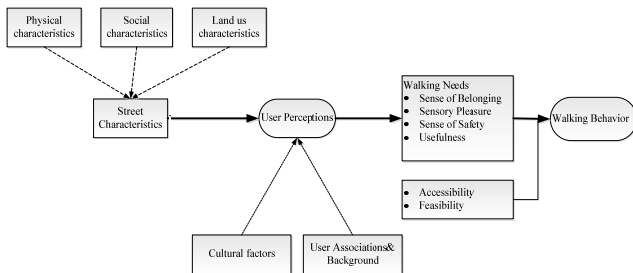 Physical
characteristics
Social
characteristics
Land us
characteristics
Street
Characteristics
User Perceptions
Walking Needs
• Sense of Belonging
• Sensory Pleasure
• Sense of Safety
• Usefulness
Walking Behavior
• Accessibility
• Feasibility
Cultural factors
User Associations&
Background